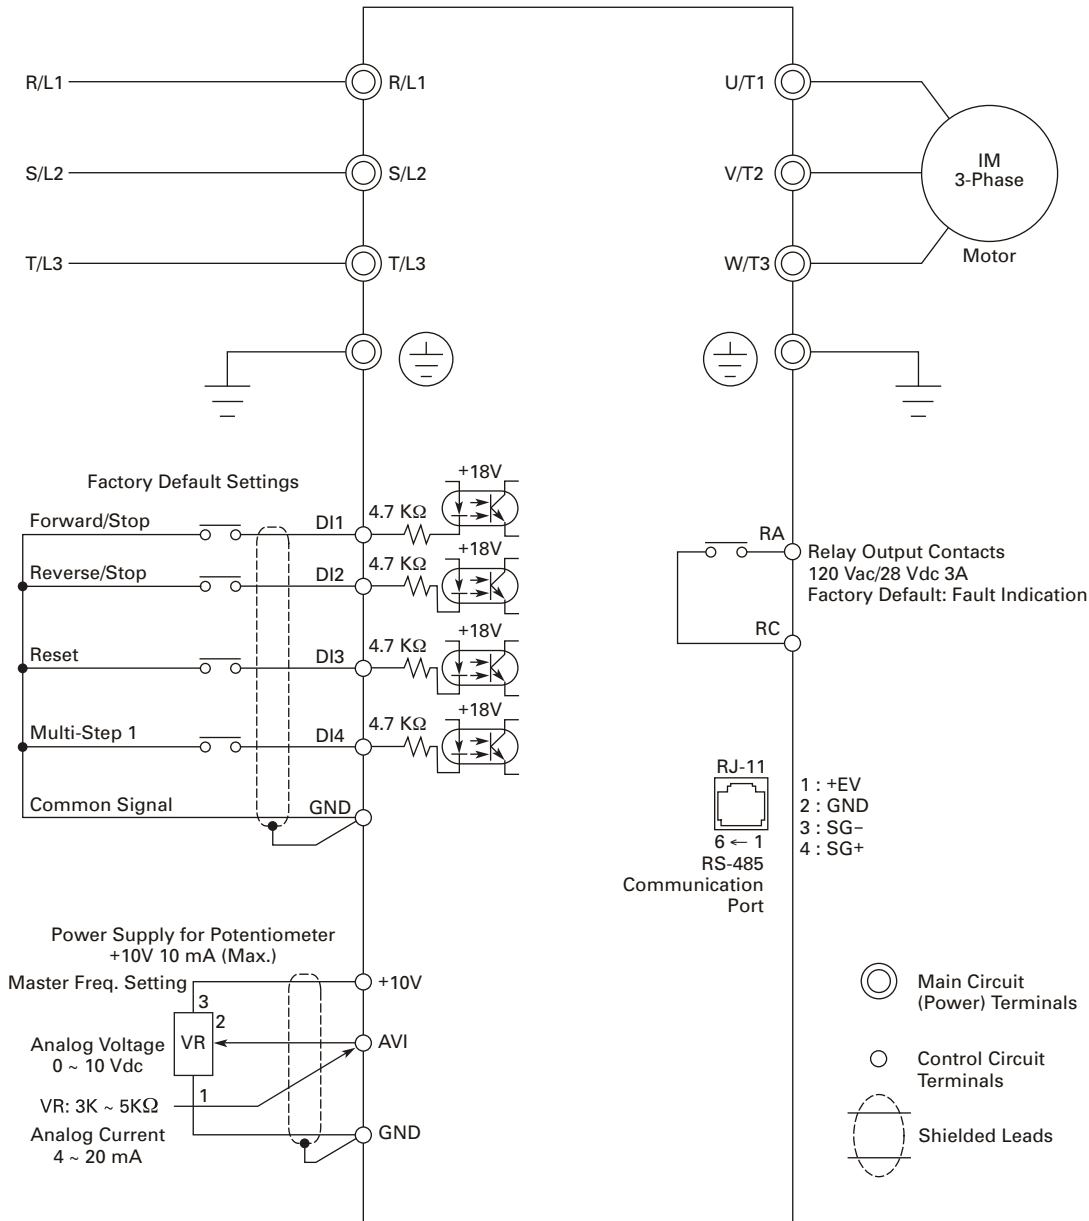 R/L1
R/L1
U/T1
S/L2
S/L2
V/T2
IM
3-Phase
T/L3
T/L3
W/T3
Motor
Factory Default Settings
Forward/Stop
DI1
4.7 KΩ
+18V
Reverse/Stop
DI2
4.7 KΩ
+18V
Reset
DI3
4.7 KΩ
+18V
Multi-Step 1
DI4
4.7 KΩ
+18V
Common Signal
GND
RA
Relay Output Contacts
120 Vac/28 Vdc 3A
Factory Default: Fault Indication
RC
RJ-11
6 ← 1
RS-485
Communication
Port
1 : +EV
2 : GND
3 : SG−
4 : SG+
Power Supply for Potentiometer
+10V 10 mA (Max.)
Master Freq. Setting
+10V
3
2
VR
Analog Voltage
0 ~ 10 Vdc
AVI
1
VR: 3K ~ 5KΩ
Analog Current
4 ~ 20 mA
GND
Main Circuit
(Power) Terminals
Control Circuit
Terminals
Shielded Leads